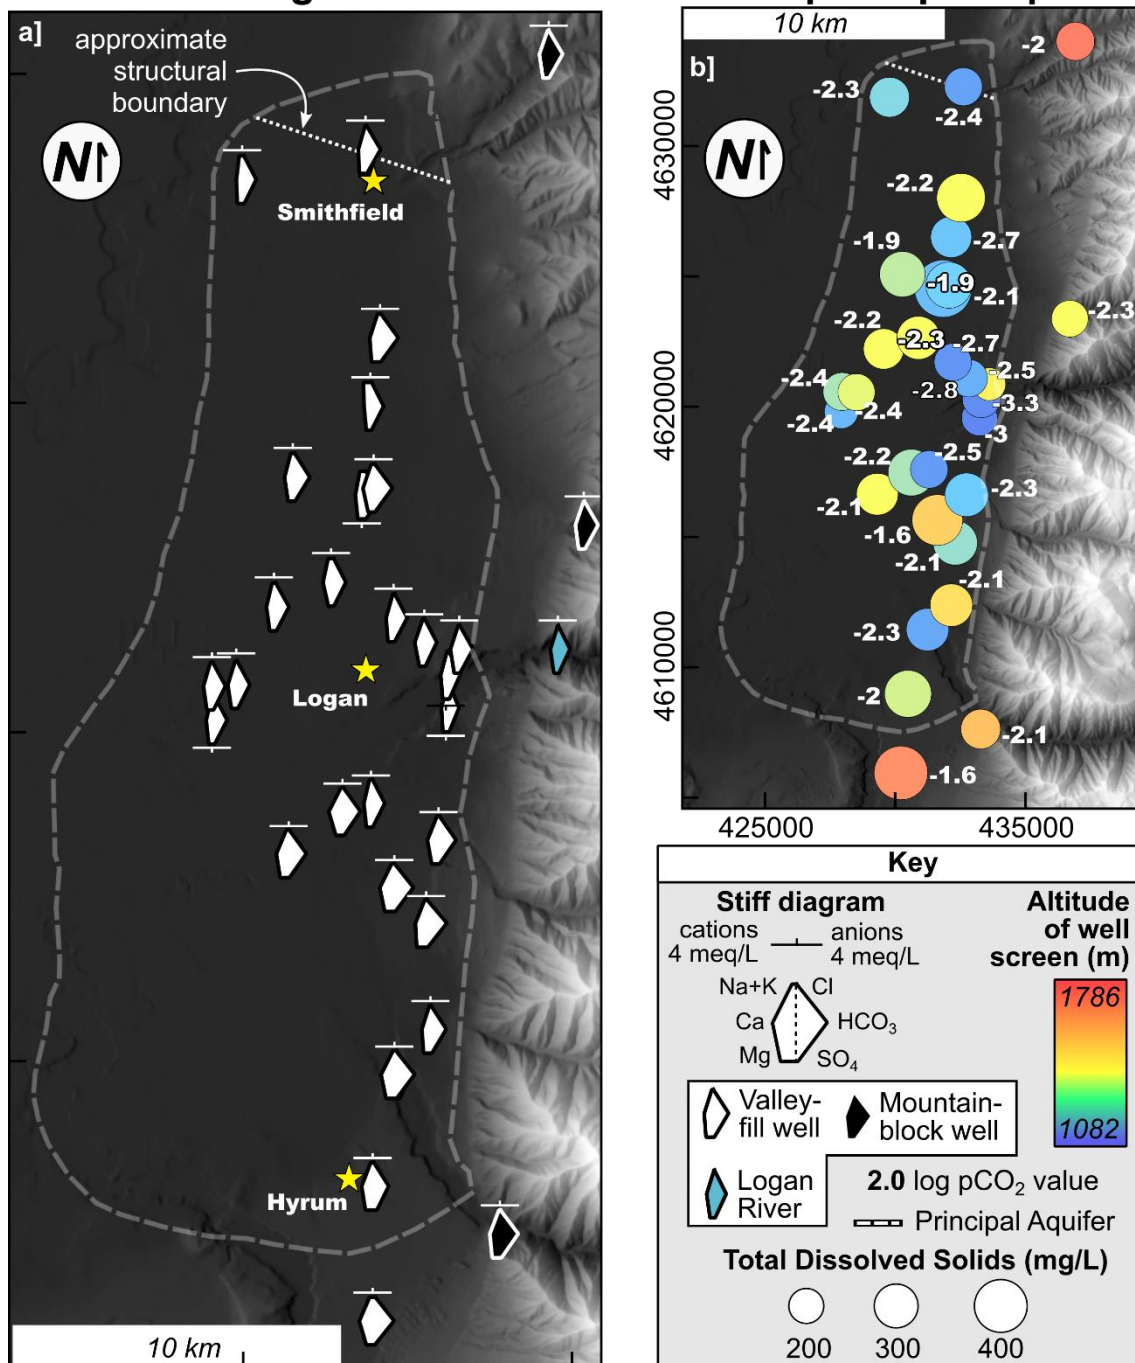 a]
approximate
structural
boundary
N
Smithfield
Logan
Hyrum
10 km
10 km
b]
N
4630000
4620000
4610000
425000
435000
-2
-2.3
-2.4
-2.2
-2.7
-1.9
-1.9
-2.1
-2.3
-2.2
-2.3
-2.7
-2.5
-2.8
-2.4
-2.4
-2.4
-3.3
-3
-2.2
-2.5
-2.3
-2.1
-1.6
-2.1
-2.1
-2.3
-2
-2.1
-1.6
Key
Stiff diagram
cations
4 meq/L
anions
4 meq/L
Na+K
Cl
Ca
HCO₃
Mg
SO₄
Altitude
of well
screen (m)
1786
1082
Valley-
fill well
Mountain-
block well
Logan
River
2.0 log pCO₂ value
Principal Aquifer
Total Dissolved Solids (mg/L)
200
300
400